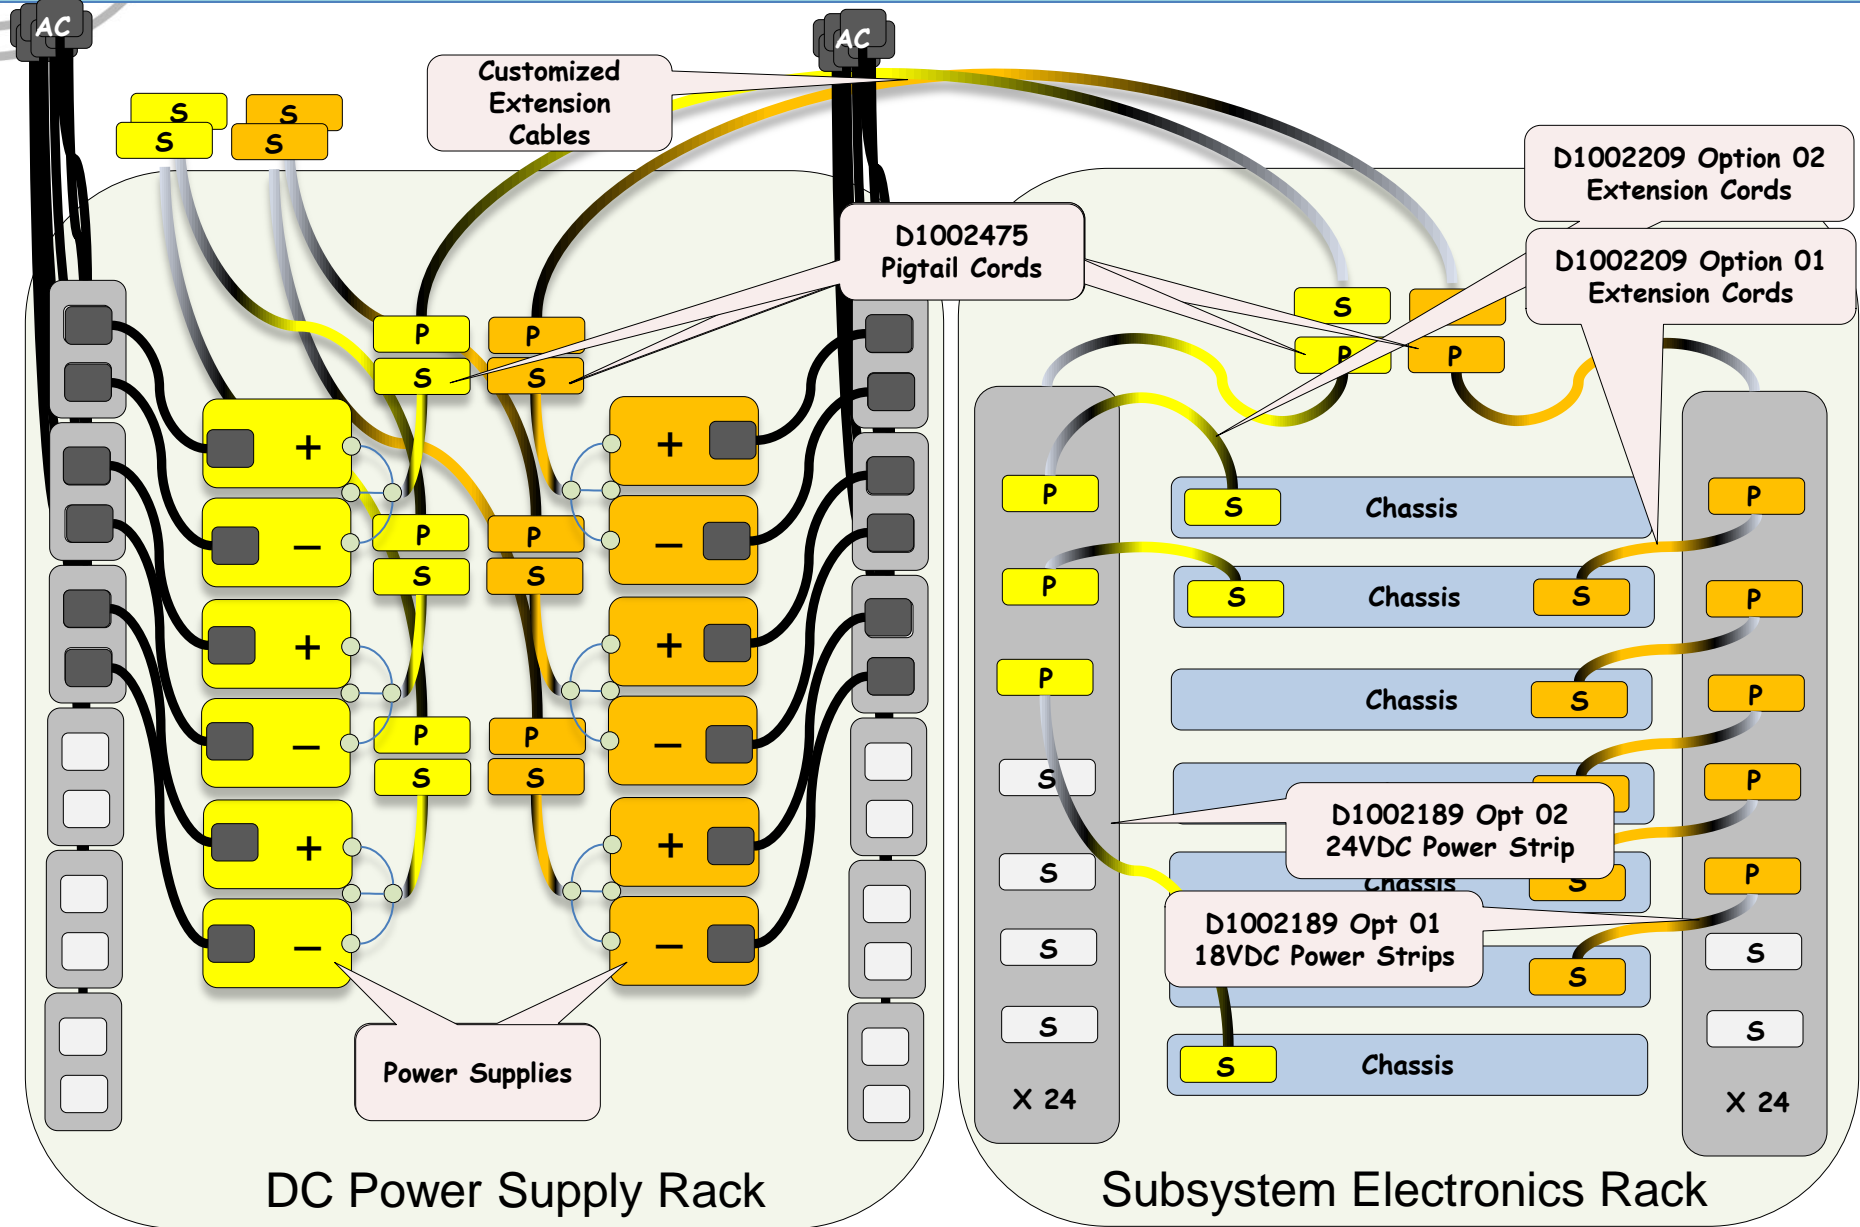 AC
AC
S
S
S
S
Customized
Extension
Cables
D1002209 Option 02
Extension Cords
D1002475
Pigtail Cords
D1002209 Option 01
Extension Cords
S
P
P
P
P
S
S
+
+
P
P
S
Chassis
–
–
P
P
S
S
P
S
Chassis
S
P
+
+
P
Chassis
S
P
–
–
P
P
S
S
S
P
D1002189 Opt 02
24VDC Power Strip
+
+
S
Chassis
S
P
D1002189 Opt 01
18VDC Power Strips
–
–
S
S
S
S
S
Power Supplies
S
Chassis
X 24
X 24
DC Power Supply Rack
Subsystem Electronics Rack